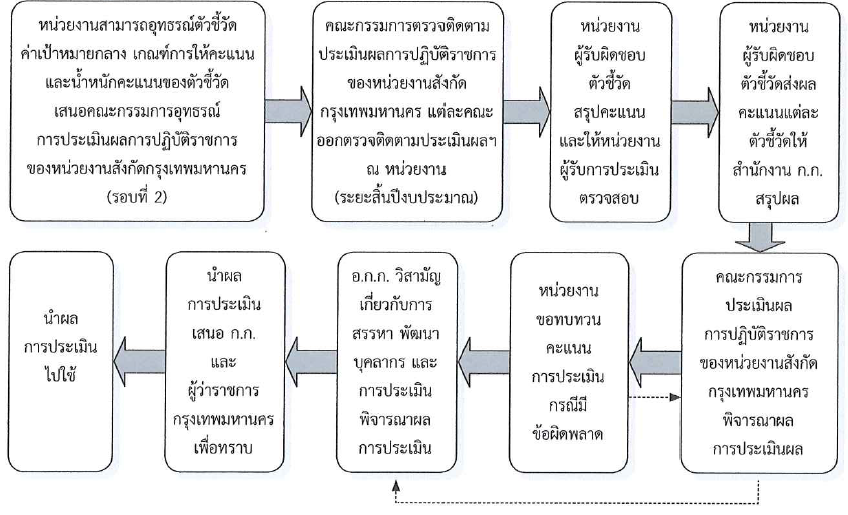 หน่วยงานสามารถอุทธรณ์ตัวชี้วัด
ค่าเป้าหมายกลาง เกณฑ์การให้คะแนน
และน้ำหนักคะแนนของตัวชี้วัด
เสนอคณะกรรมการอุทธรณ์
การประเมินผลการปฏิบัติราชการ
ของหน่วยงานสังกัดกรุงเทพมหานคร
(รอบที่ 2)
คณะกรรมการตรวจติดตาม
ประเมินผลการปฏิบัติราชการ
ของหน่วยงานสังกัด
กรุงเทพมหานคร แต่ละคณะ
ออกตรวจติดตามประเมินผลฯ
ณ หน่วยงาน
(ระยะสิ้นปีงบประมาณ)
หน่วยงาน
ผู้รับผิดชอบ
ตัวชี้วัด
สรุปคะแนน
และให้หน่วยงาน
ผู้รับการประเมิน
ตรวจสอบ
หน่วยงาน
ผู้รับผิดชอบ
ตัวชี้วัดส่งผล
คะแนนแต่ละ
ตัวชี้วัดให้
สำนักงาน ก.ก.
สรุปผล
คณะกรรมการ
ประเมินผล
การปฏิบัติราชการ
ของหน่วยงานสังกัด
กรุงเทพมหานคร
พิจารณาผล
การประเมินผล
หน่วยงาน
ขอทบทวน
คะแนน
การประเมิน
กรณีมี
ข้อผิดพลาด
อ.ก.ก. วิสามัญ
เกี่ยวกับการ
สรรหา พัฒนา
บุคลากร และ
การประเมิน
พิจารณาผล
การประเมิน
นำผล
การประเมิน
เสนอ ก.ก.
และ
ผู้ว่าราชการ
กรุงเทพมหานคร
เพื่อทราบ
นำผล
การประเมิน
ไปใช้